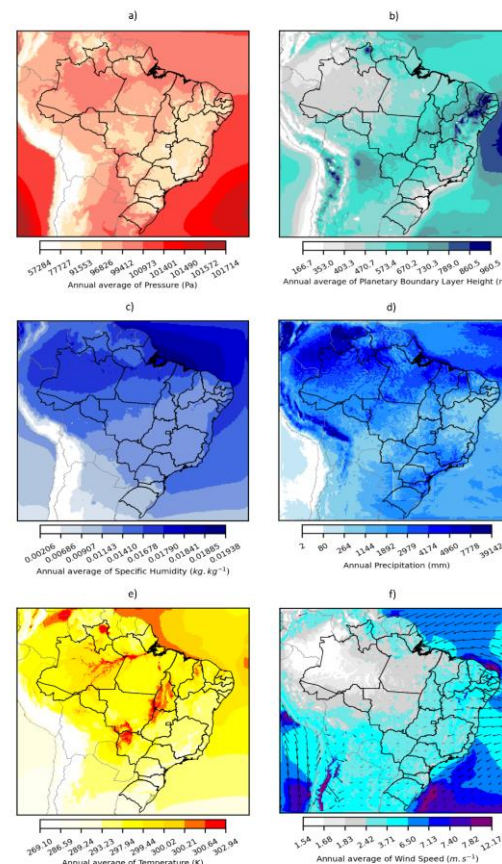 a)
b)
57284 77727 91553 96826 99412 100973 101401 101490 101572 101714
Annual average of Pressure (Pa)
166.7 353.0 403.3 470.7 573.4 670.2 730.3 789.0 860.5 960.5
Annual average of Planetary Boundary Layer Height
c)
d)
0.00206 0.00686 0.00907 0.01143 0.01410 0.01678 0.01790 0.01841 0.01885 0.01938
Annual average of Specific Humidity (kg. kg⁻¹)
2 80 264 1144 1892 2979 4174 4960 7778 39142
Annual Precipitation (mm)
e)
f)
269.10 286.59 289.24 293.23 297.94 299.44 300.02 300.21 300.64 302.94
Annual average of Temperature (K)
1.54 1.68 1.83 2.42 3.71 6.50 7.13 7.40 7.82
Annual average of Wind Speed (m. s⁻¹)